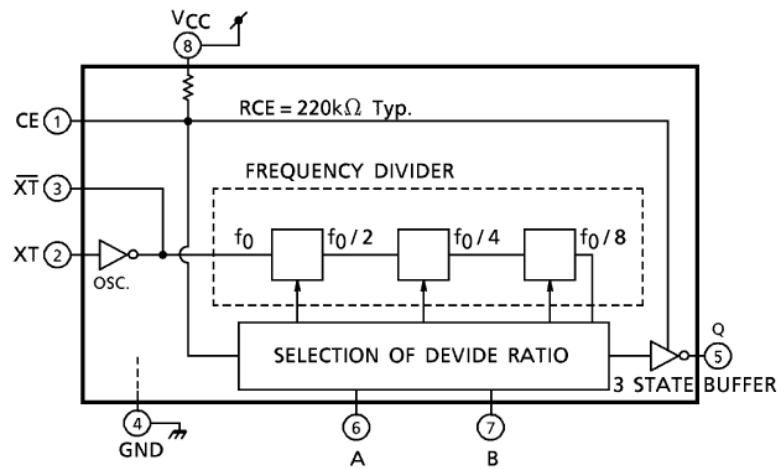 VCC
8
CE 1
RCE = 220kΩ Typ.
XT̅ 3
FREQUENCY DIVIDER
f0
f0/2
f0/4
f0/8
XT 2
OSC.
SELECTION OF DEVIDE RATIO
Q
5
3 STATE BUFFER
4
GND
6
7
A
B